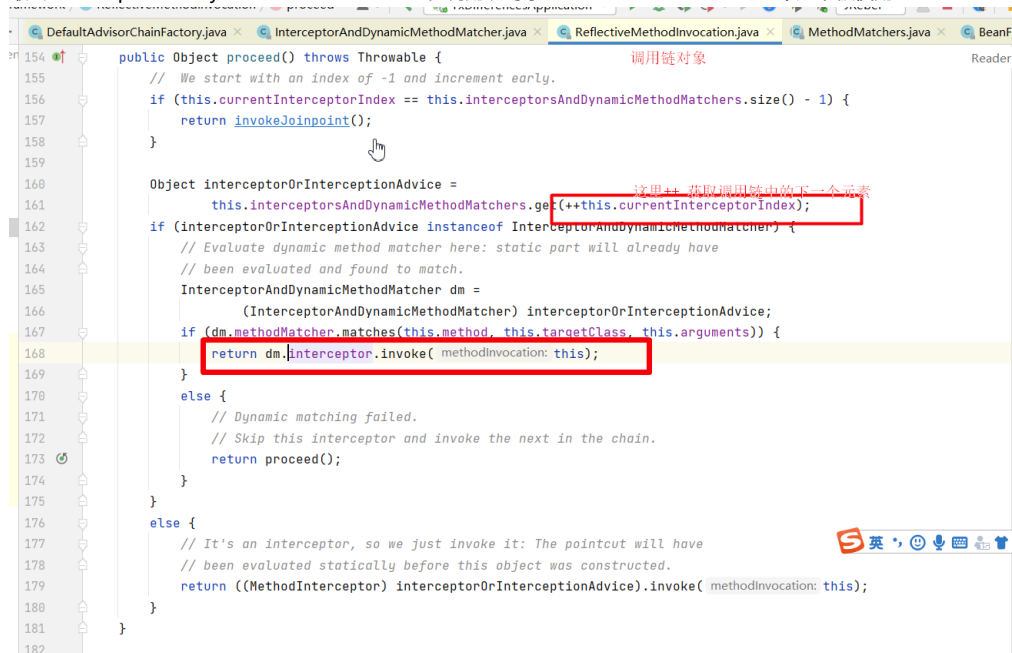 ReflectiveMethodInvocation proceed
DefaultAdvisorChainFactory.java InterceptorAndDynamicMethodMatcher.java ReflectiveMethodInvocation.java MethodMatchers.java BeanF
154 public Object proceed() throws Throwable { 调用链对象 Reader
155 // We start with an index of -1 and increment early.
156 if (this.currentInterceptorIndex == this.interceptorsAndDynamicMethodMatchers.size() - 1) {
157 return invokeJoinpoint();
158 }
159
160 Object interceptorOrInterceptionAdvice =
这里++ 获取调用链中的下一个元素
161 this.interceptorsAndDynamicMethodMatchers.get(++this.currentInterceptorIndex);
162 if (interceptorOrInterceptionAdvice instanceof InterceptorAndDynamicMethodMatcher) {
163 // Evaluate dynamic method matcher here: static part will already have
164 // been evaluated and found to match.
165 InterceptorAndDynamicMethodMatcher dm =
166 (InterceptorAndDynamicMethodMatcher) interceptorOrInterceptionAdvice;
167 if (dm.methodMatcher.matches(this.method, this.targetClass, this.arguments)) {
168 return dm.interceptor.invoke( methodInvocation: this);
169 }
170 else {
171 // Dynamic matching failed.
172 // Skip this interceptor and invoke the next in the chain.
173 return proceed();
174 }
175 }
176 else {
177 // It's an interceptor, so we just invoke it: The pointcut will have
英
178 // been evaluated statically before this object was constructed.
179 return ((MethodInterceptor) interceptorOrInterceptionAdvice).invoke( methodInvocation: this);
180 }
181 }
182